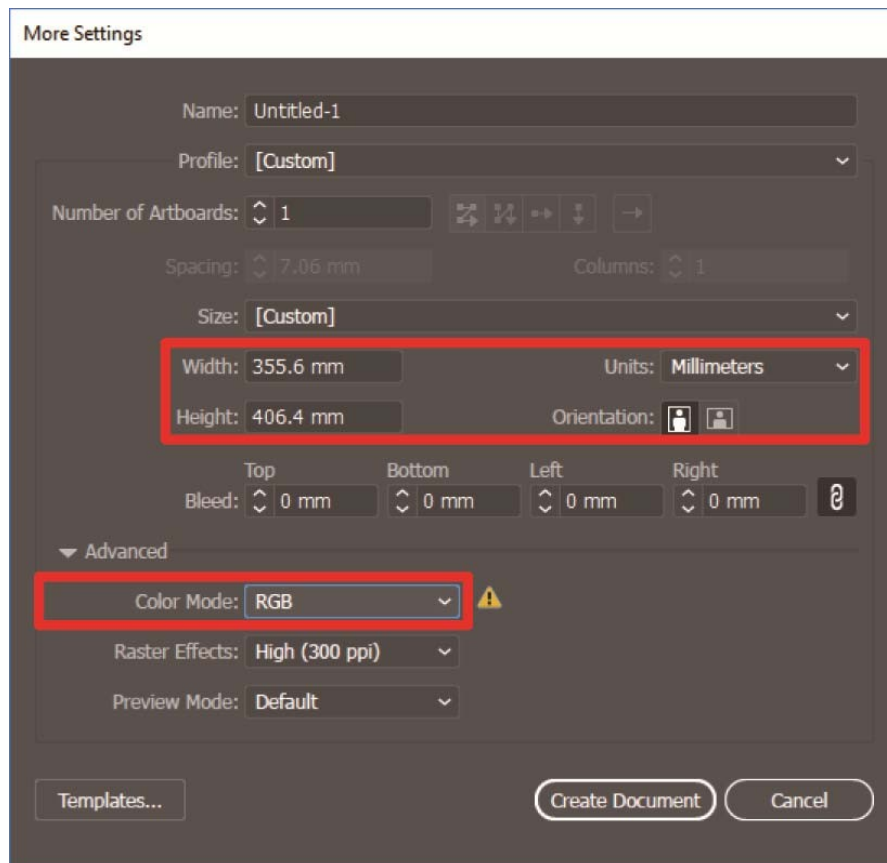 More Settings
Name: Untitled-1
Profile: [Custom]
Number of Artboards: 1
Spacing: 7.06 mm Columns: 1
Size: [Custom]
Width: 355.6 mm Units: Millimeters
Height: 406.4 mm Orientation:
Top Bottom Left Right
Bleed: 0 mm 0 mm 0 mm 0 mm
Advanced
Color Mode: RGB
Raster Effects: High (300 ppi)
Preview Mode: Default
Templates... Create Document Cancel